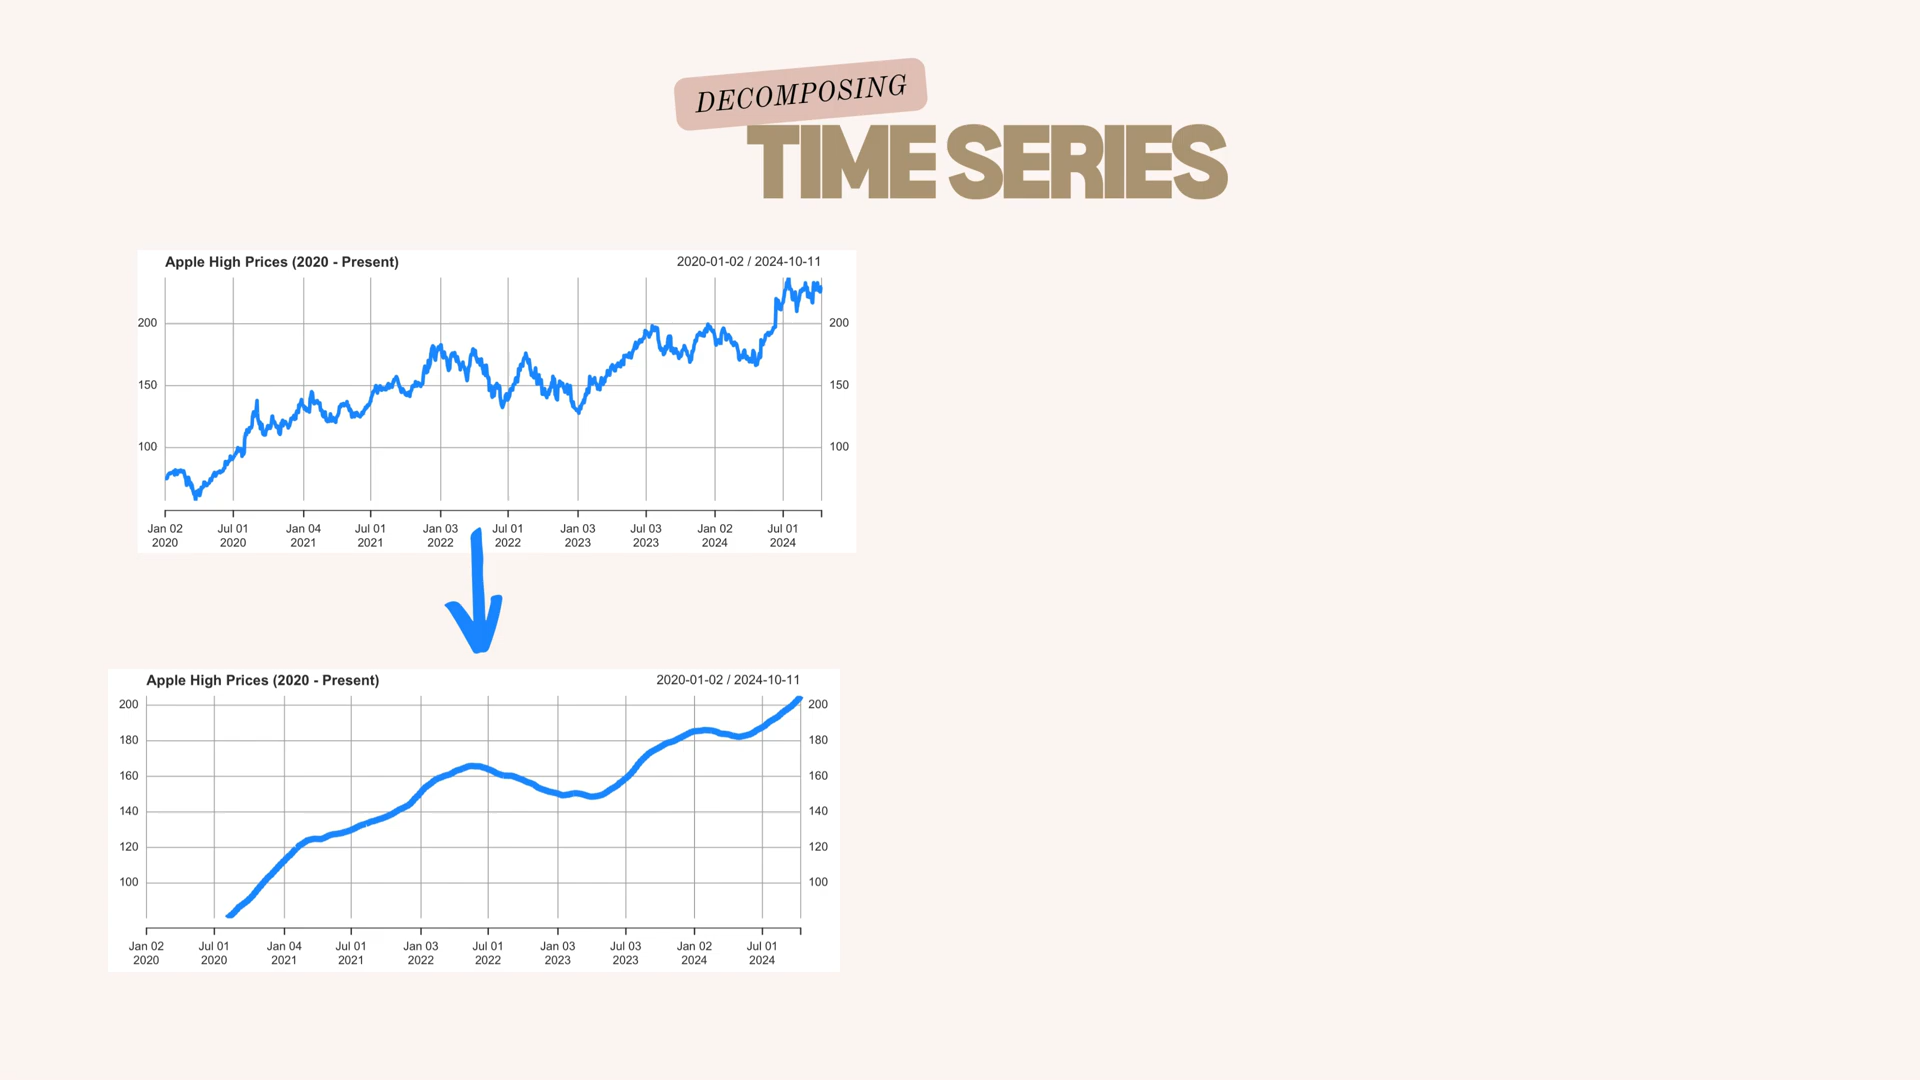 DECOMPOSING
TIME SERIES
Apple High Prices (2020 - Present) 2020-01-02 / 2024-10-11
200 200
150 150
100 100
Jan 02 Jul 01 Jan 04 Jul 01 Jan 03 Jul 01 Jan 03 Jul 03 Jan 02 Jul 01
2020 2020 2021 2021 2022 2022 2023 2023 2024 2024
Apple High Prices (2020 - Present) 2020-01-02 / 2024-10-11
200 200
180 180
160 160
140 140
120 120
100 100
Jan 02 Jul 01 Jan 04 Jul 01 Jan 03 Jul 01 Jan 03 Jul 03 Jan 02 Jul 01
2020 2020 2021 2021 2022 2022 2023 2023 2024 2024